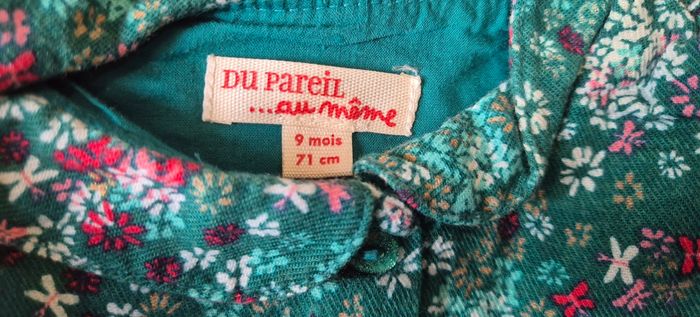 DU PAREIL
...au même
9 mois
71 cm